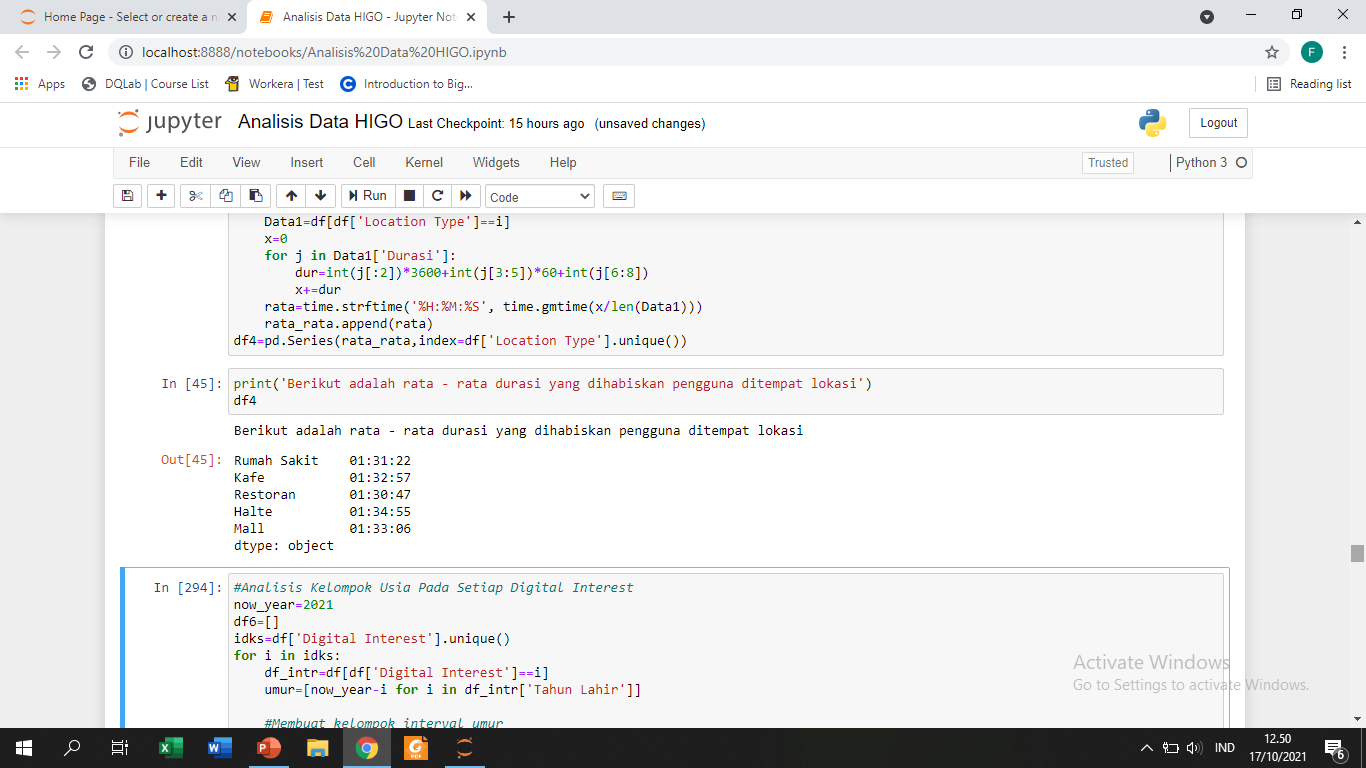 Home Page - Select or create a n
Analisis Data HIGO - Jupyter Not
localhost:8888/notebooks/Analisis%20Data%20HIGO.ipynb
F
Apps
DQLab | Course List
Workera | Test
Introduction to Big...
Reading list
jupyter
Analisis Data HIGO Last Checkpoint: 15 hours ago (unsaved changes)
Logout
File Edit View Insert Cell Kernel Widgets Help
Trusted
Python 3
Run
Code
    Data1=df[df['Location Type']==i]
    x=0
    for j in Data1['Durasi']:
        dur=int(j[:2])*3600+int(j[3:5])*60+int(j[6:8])
        x+=dur
    rata=time.strftime('%H:%M:%S', time.gmtime(x/len(Data1)))
    rata_rata.append(rata)
df4=pd.Series(rata_rata,index=df['Location Type'].unique())
In [45]: print('Berikut adalah rata - rata durasi yang dihabiskan pengguna ditempat lokasi')
df4
Berikut adalah rata - rata durasi yang dihabiskan pengguna ditempat lokasi
Out[45]: Rumah Sakit    01:31:22
Kafe           01:32:57
Restoran       01:30:47
Halte          01:34:55
Mall           01:33:06
dtype: object
In [294]: #Analisis Kelompok Usia Pada Setiap Digital Interest
now_year=2021
df6=[]
idks=df['Digital Interest'].unique()
for i in idks:
    df_intr=df[df['Digital Interest']==i]
    umur=[now_year-i for i in df_intr['Tahun Lahir']]
    #Membuat kelompok interval umur
Activate Windows
Go to Settings to activate Windows.
IND
12.50
17/10/2021
6